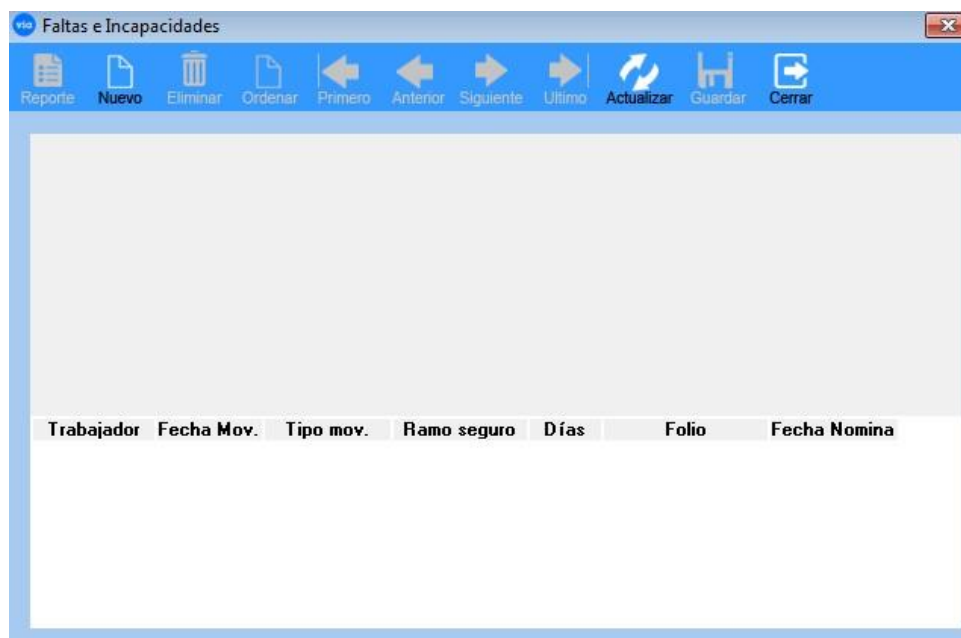 vio Faltas e Incapacidades
Reporte Nuevo Eliminar Ordenar Primero Anterior Siguiente Ultimo Actualizar Guardar Cerrar
Trabajador Fecha Mov. Tipo mov. Ramo seguro Días Folio Fecha Nomina